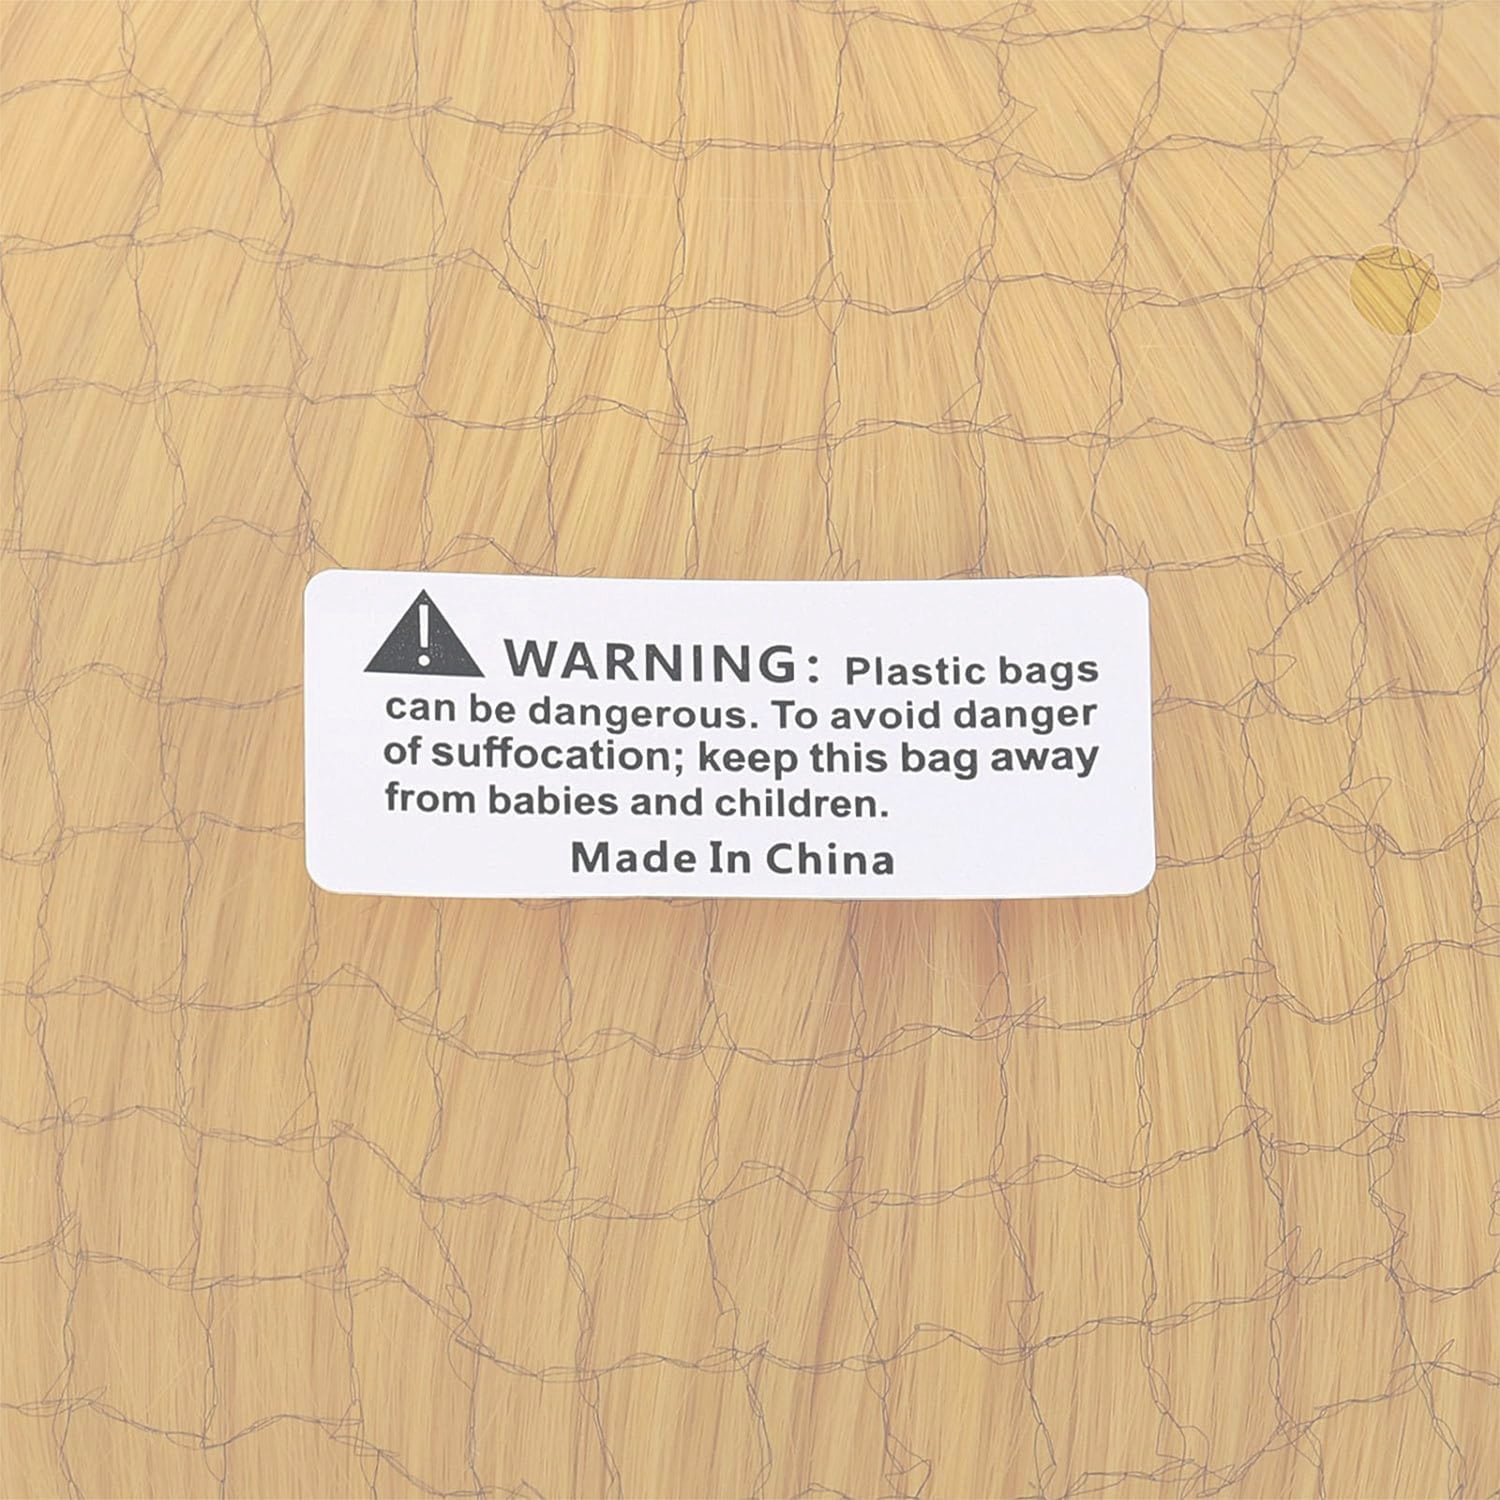 WARNING: Plastic bags
can be dangerous. To avoid danger
of suffocation; keep this bag away
from babies and children.
Made In China